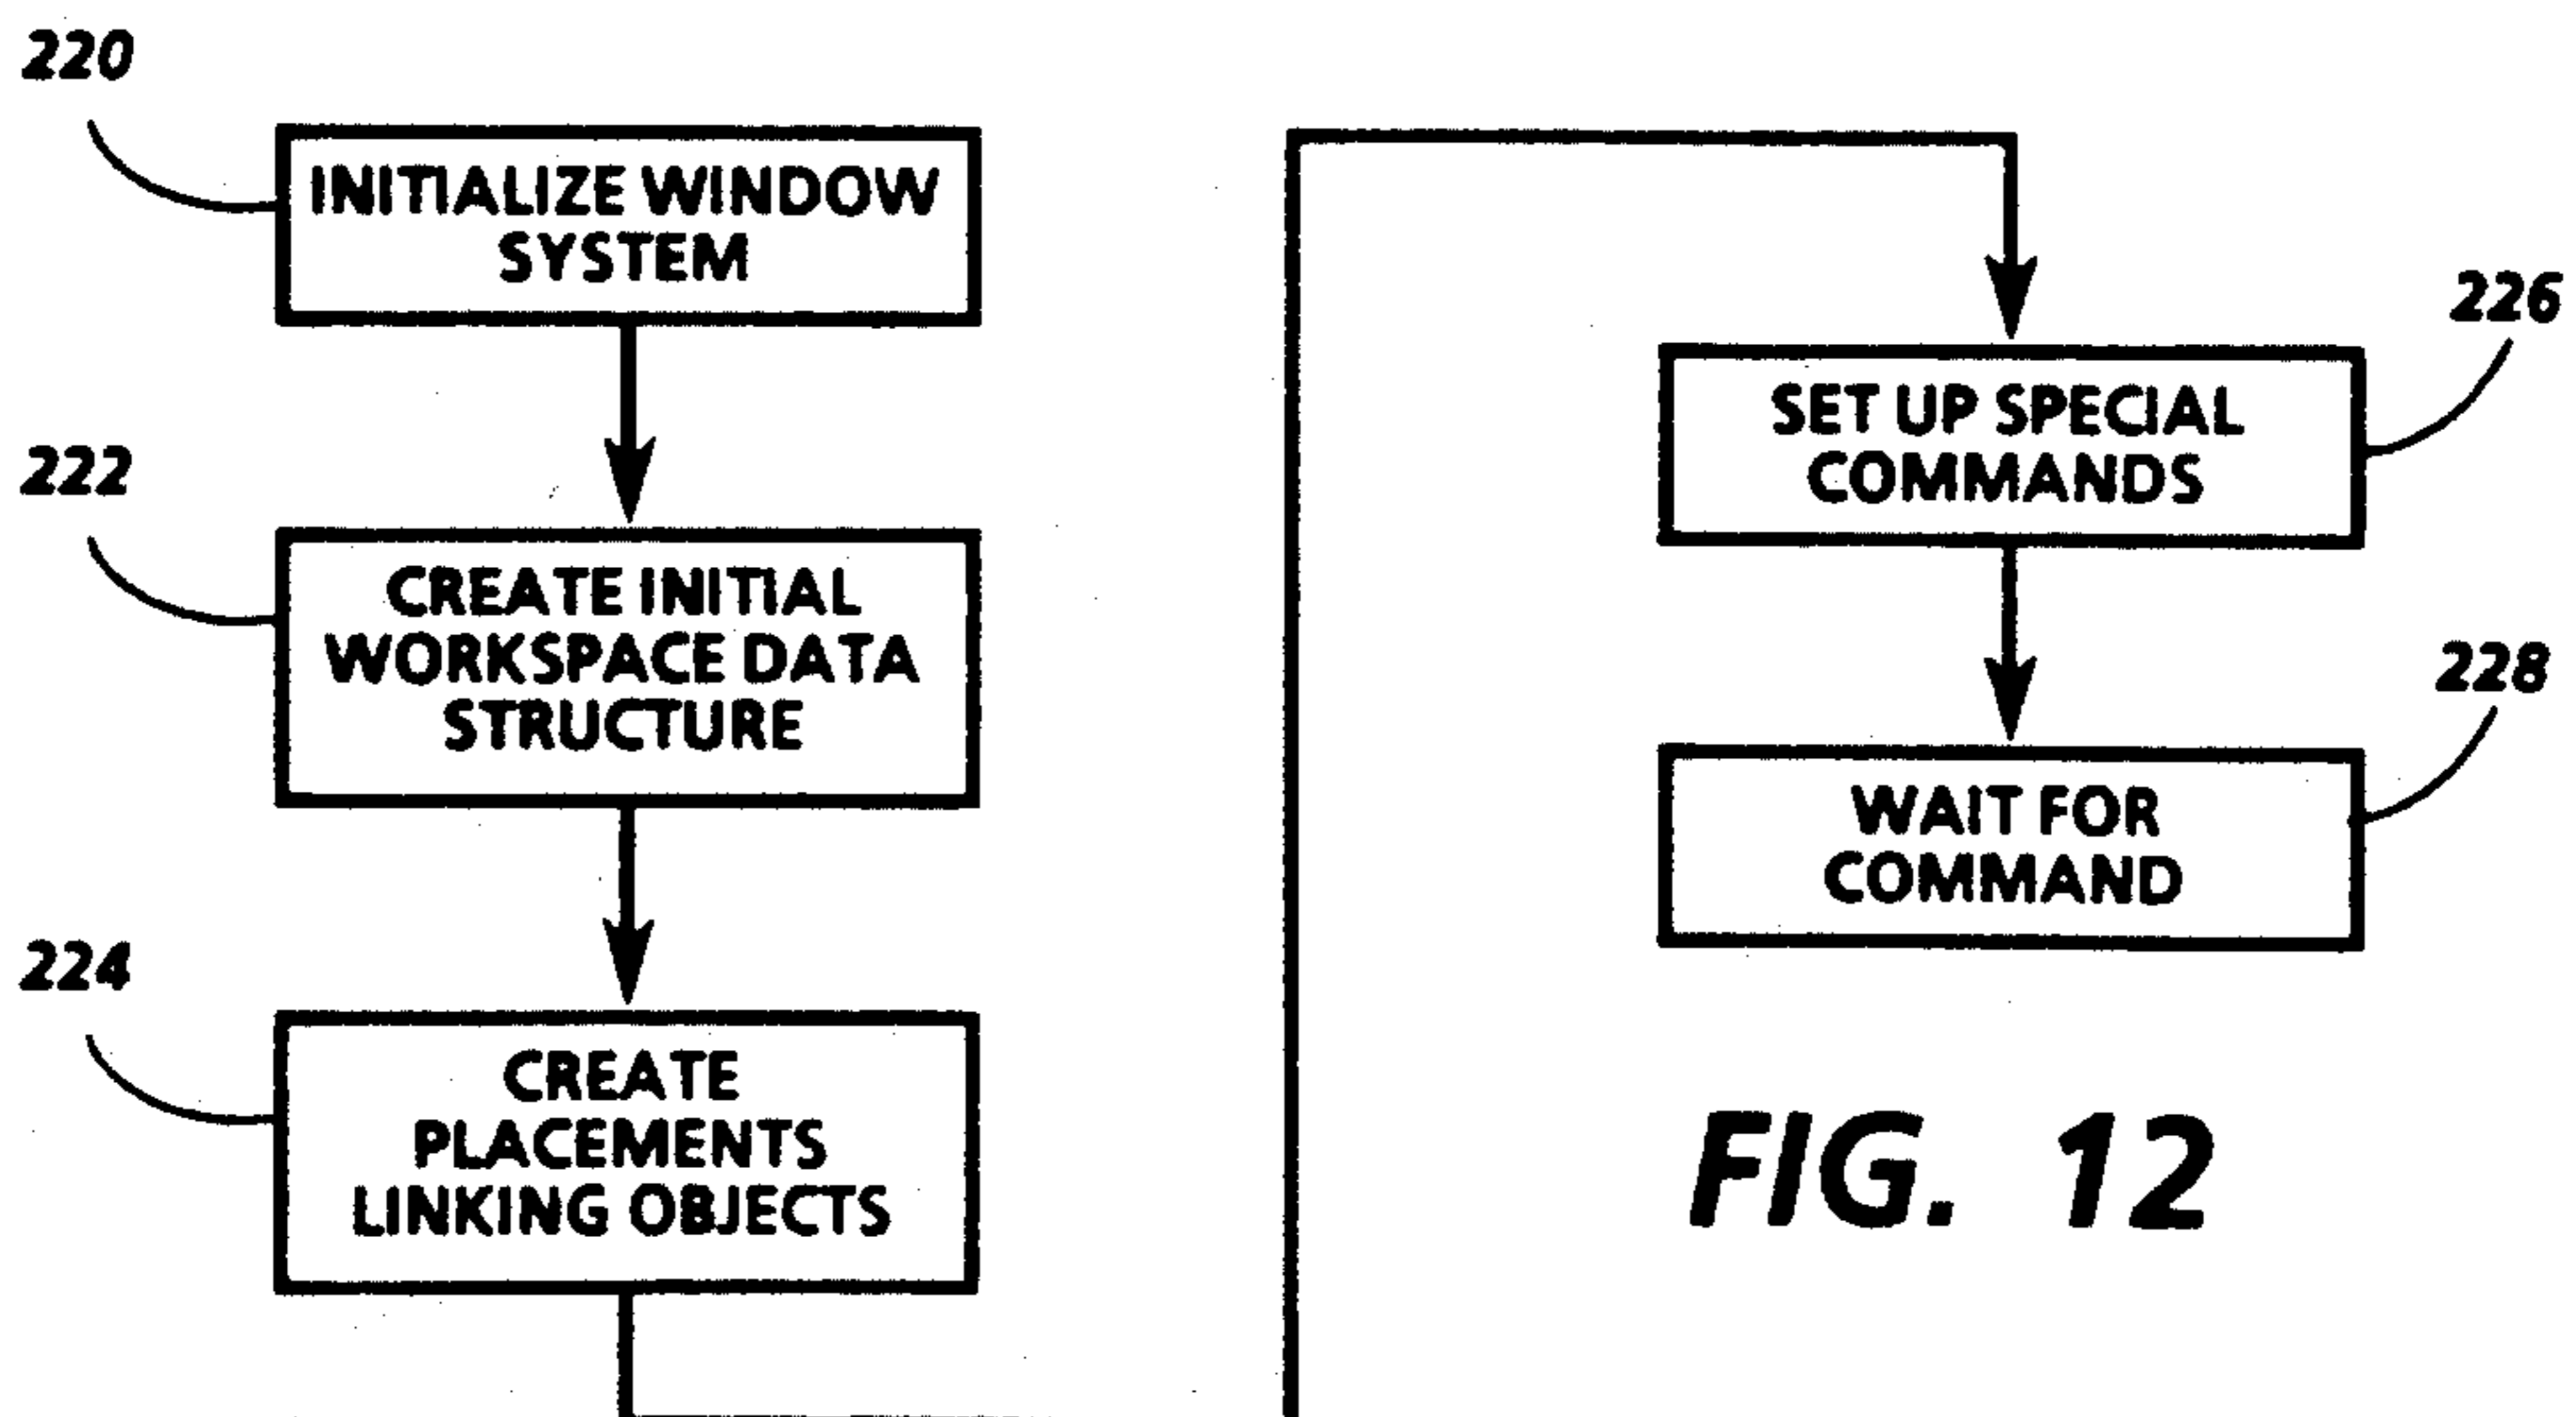 220
INITIALIZE WINDOW
SYSTEM
222
CREATE INITIAL
WORKSPACE DATA
STRUCTURE
224
CREATE
PLACEMENTS
LINKING OBJECTS
226
SET UP SPECIAL
COMMANDS
228
WAIT FOR
COMMAND
FIG. 12